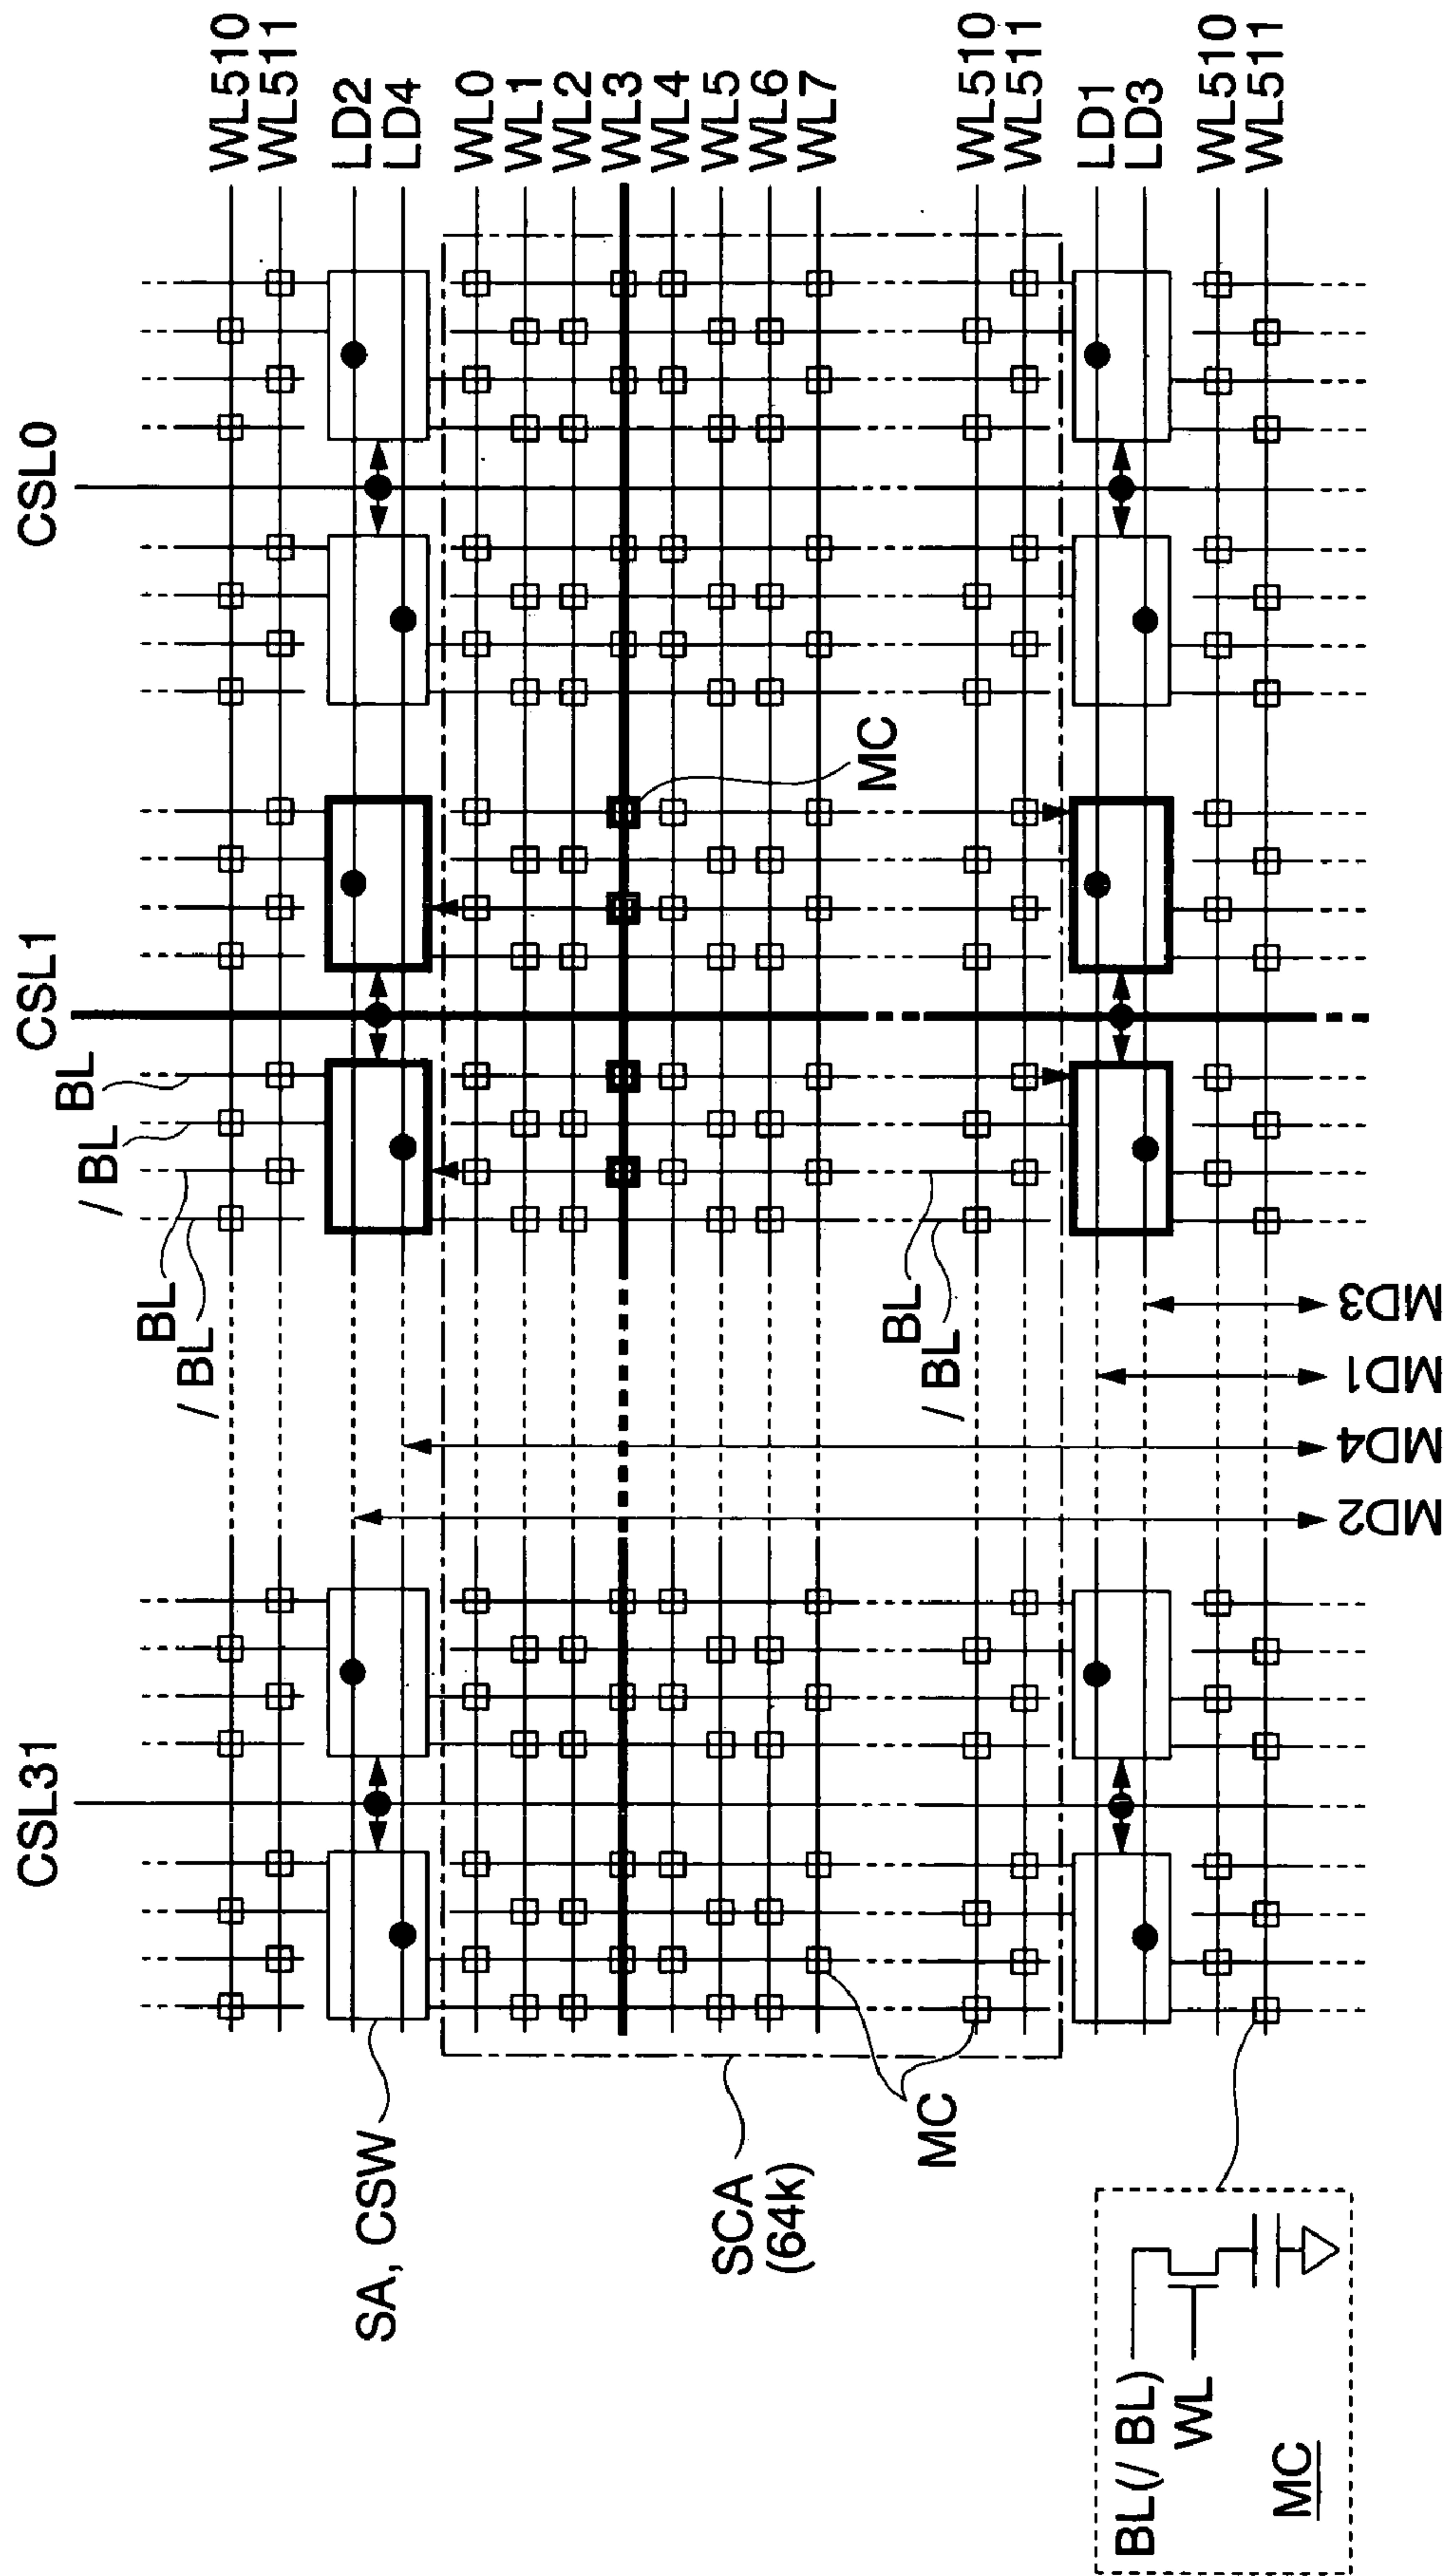 CSL31
CSL1
CSL0
BL
/ BL
BL
/ BL
WL510
WL511
LD2
LD4
WL0
WL1
WL2
WL3
WL4
WL5
WL6
WL7
WL510
WL511
LD1
LD3
WL510
WL511
SA, CSW
SCA
(64k)
MC
MC
BL
/ BL
MD2
MD4
MD1
MD3
BL(/ BL)
WL
MC